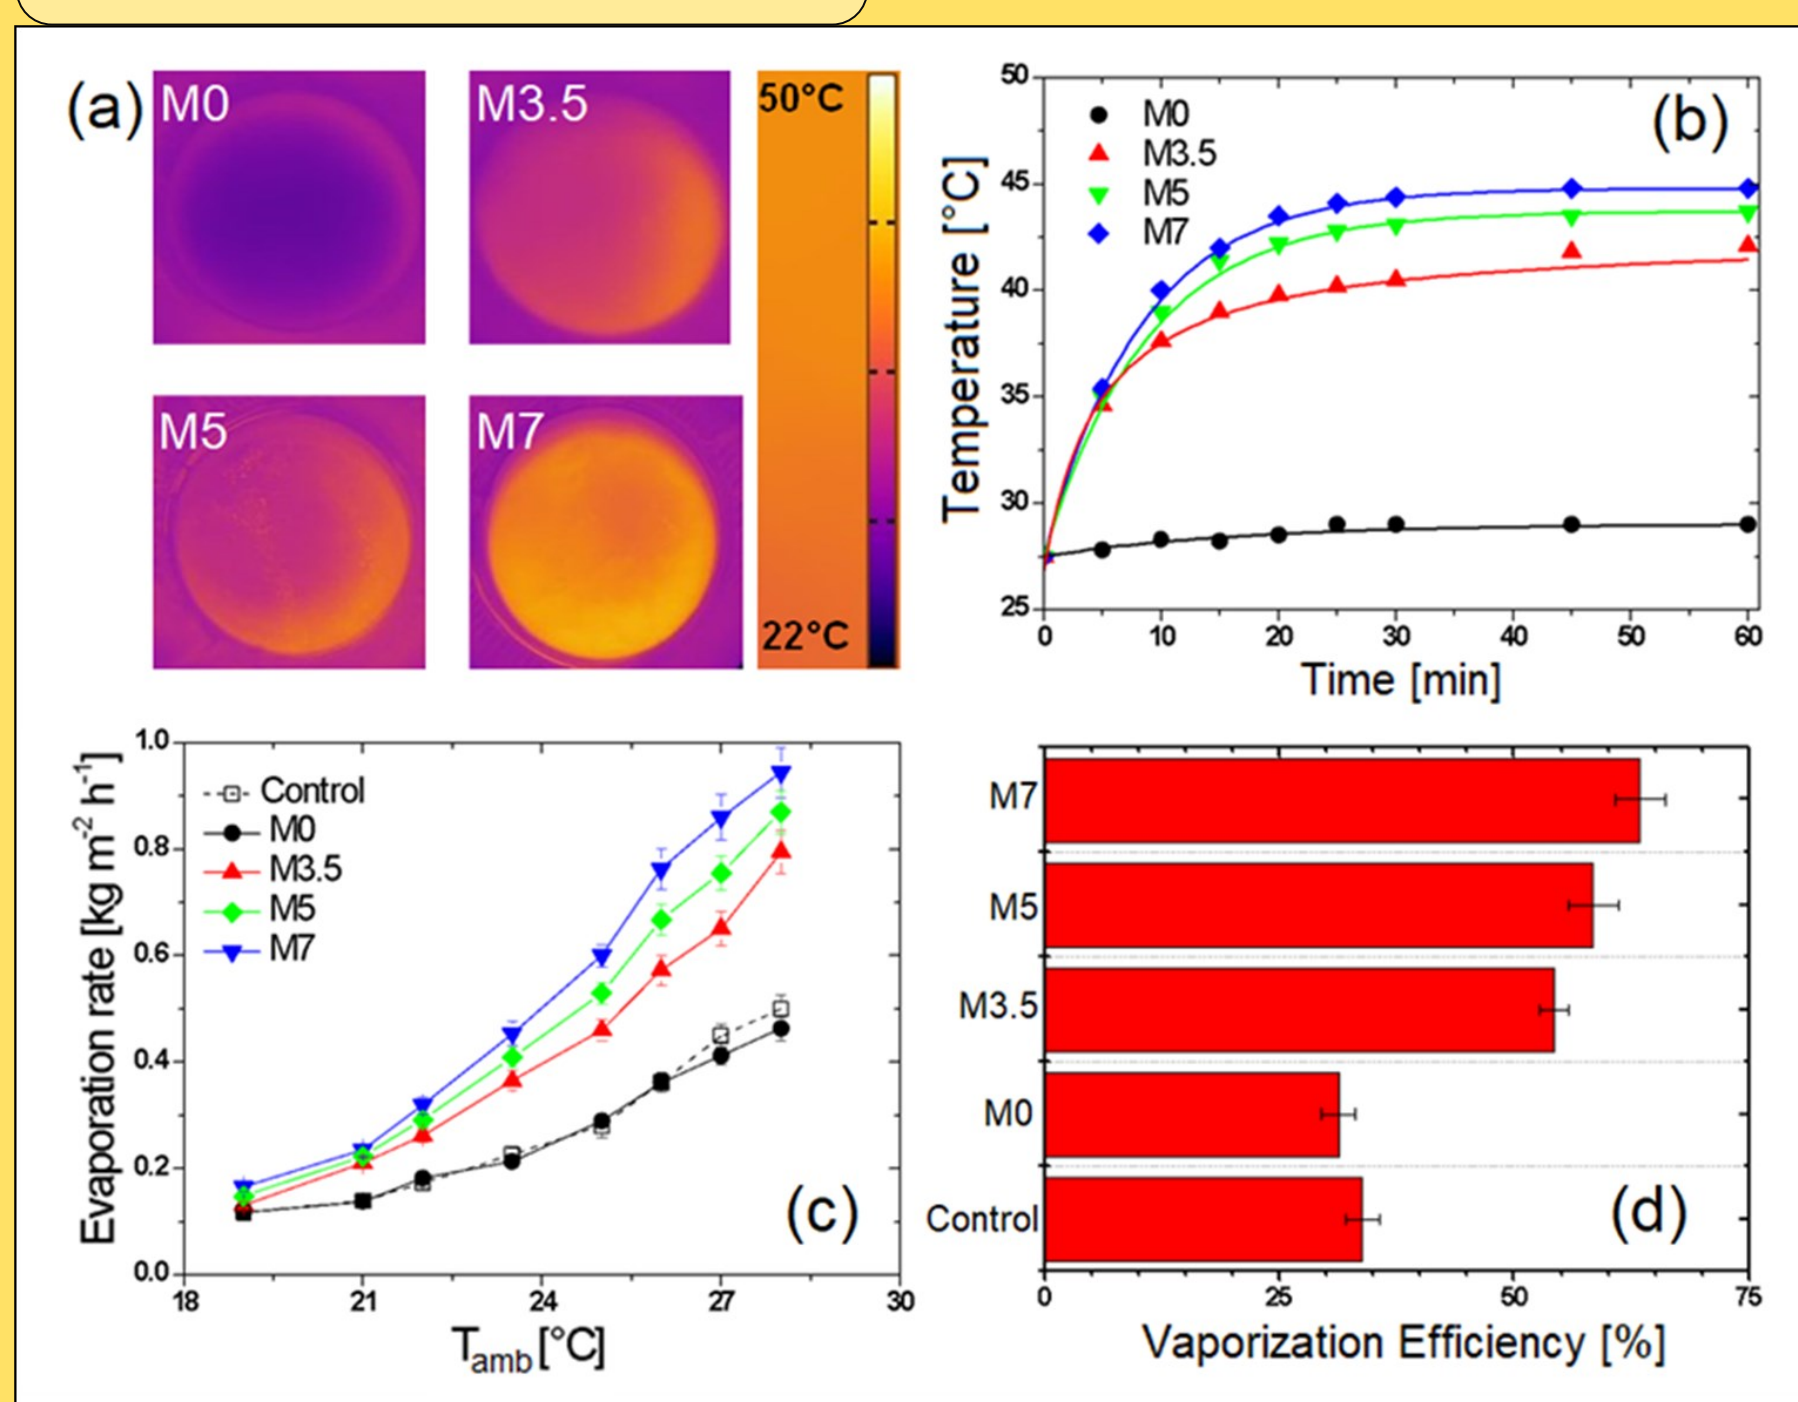 (a)
M0
M3.5
M5
M7
50°C
22°C
(b)
M0
M3.5
M5
M7
Temperature [°C]
50
45
40
35
30
25
0 10 20 30 40 50 60
Time [min]
Evaporation rate [kg m⁻² h⁻¹]
1.0
0.8
0.6
0.4
0.2
0.0
Control
M0
M3.5
M5
M7
(c)
18 21 24 27 30
Tamb [°C]
M7
M5
M3.5
M0
Control
(d)
0 25 50 75
Vaporization Efficiency [%]